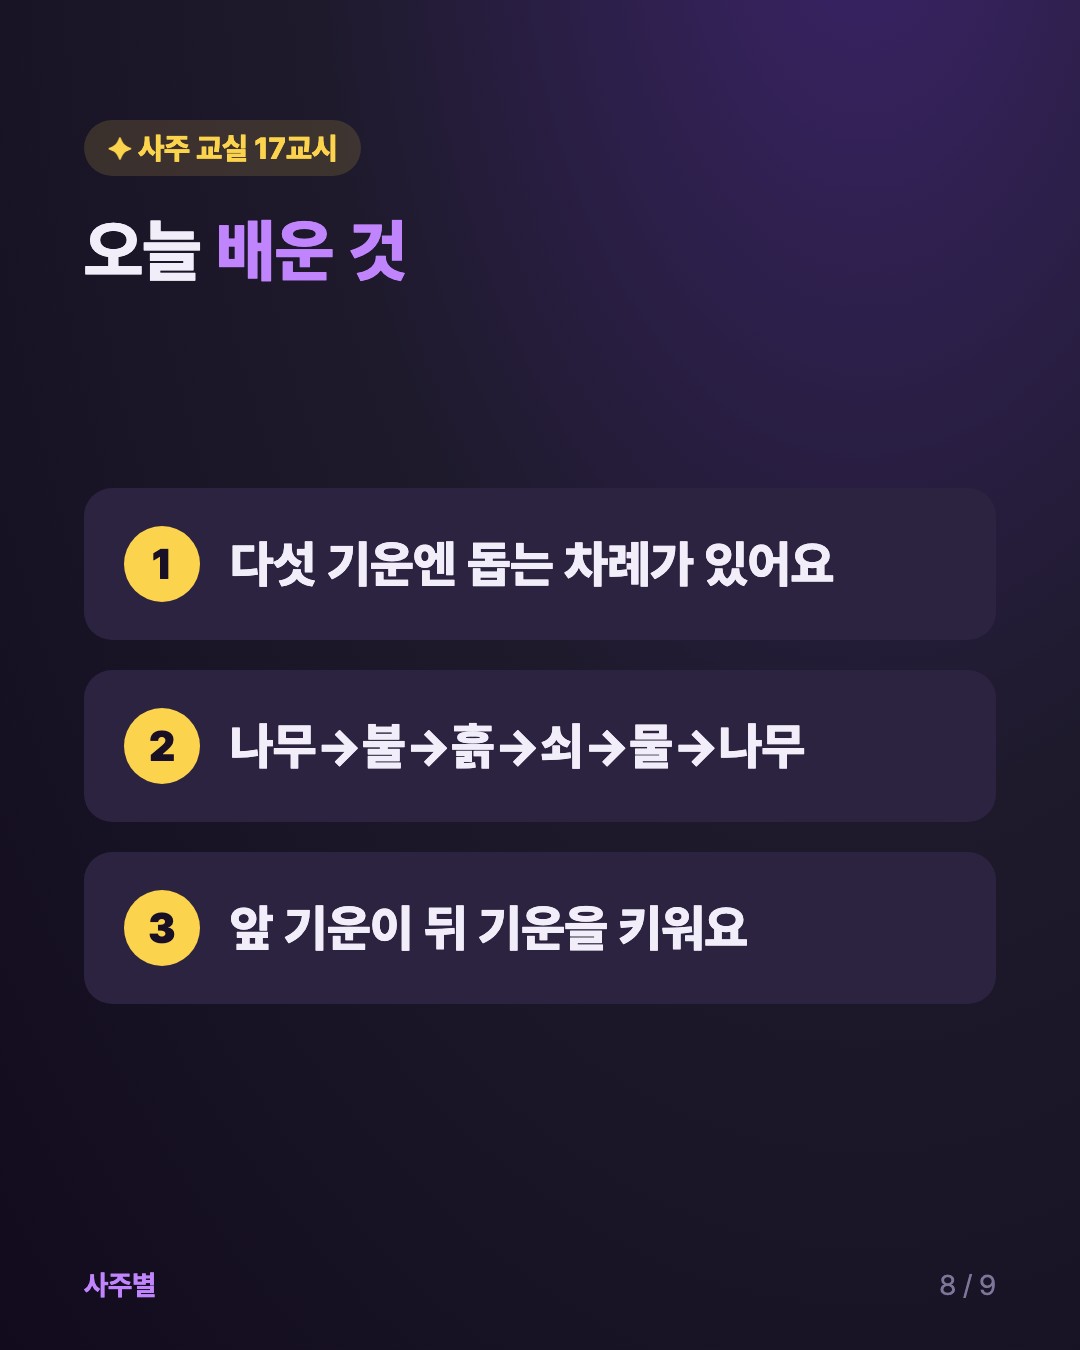 ✦ 사주 교실 17교시
오늘 배운 것
1 다섯 기운엔 돕는 차례가 있어요
2 나무→불→흙→쇠→물→나무
3 앞 기운이 뒤 기운을 키워요
사주별
8 / 9